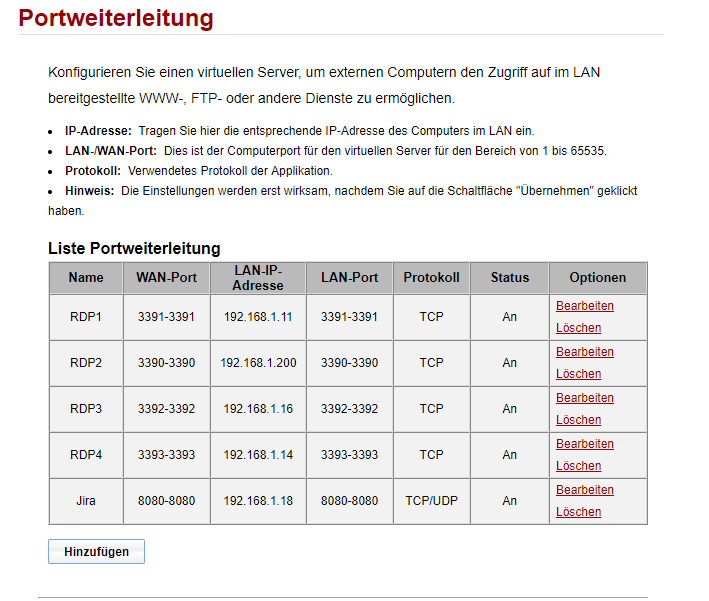 Portweiterleitung
Konfigurieren Sie einen virtuellen Server, um externen Computern den Zugriff auf im LAN
bereitgestellte WWW-, FTP- oder andere Dienste zu ermöglichen.
• IP-Adresse: Tragen Sie hier die entsprechende IP-Adresse des Computers im LAN ein.
• LAN-/WAN-Port: Dies ist der Computerport für den virtuellen Server für den Bereich von 1 bis 65535.
• Protokoll: Verwendetes Protokoll der Applikation.
• Hinweis: Die Einstellungen werden erst wirksam, nachdem Sie auf die Schaltfläche "Übernehmen" geklickt
haben.
Liste Portweiterleitung
Name WAN-Port LAN-IP-Adresse LAN-Port Protokoll Status Optionen
RDP1 3391-3391 192.168.1.11 3391-3391 TCP An Bearbeiten
Löschen
RDP2 3390-3390 192.168.1.200 3390-3390 TCP An Bearbeiten
Löschen
RDP3 3392-3392 192.168.1.16 3392-3392 TCP An Bearbeiten
Löschen
RDP4 3393-3393 192.168.1.14 3393-3393 TCP An Bearbeiten
Löschen
Jira 8080-8080 192.168.1.18 8080-8080 TCP/UDP An Bearbeiten
Löschen
Hinzufügen